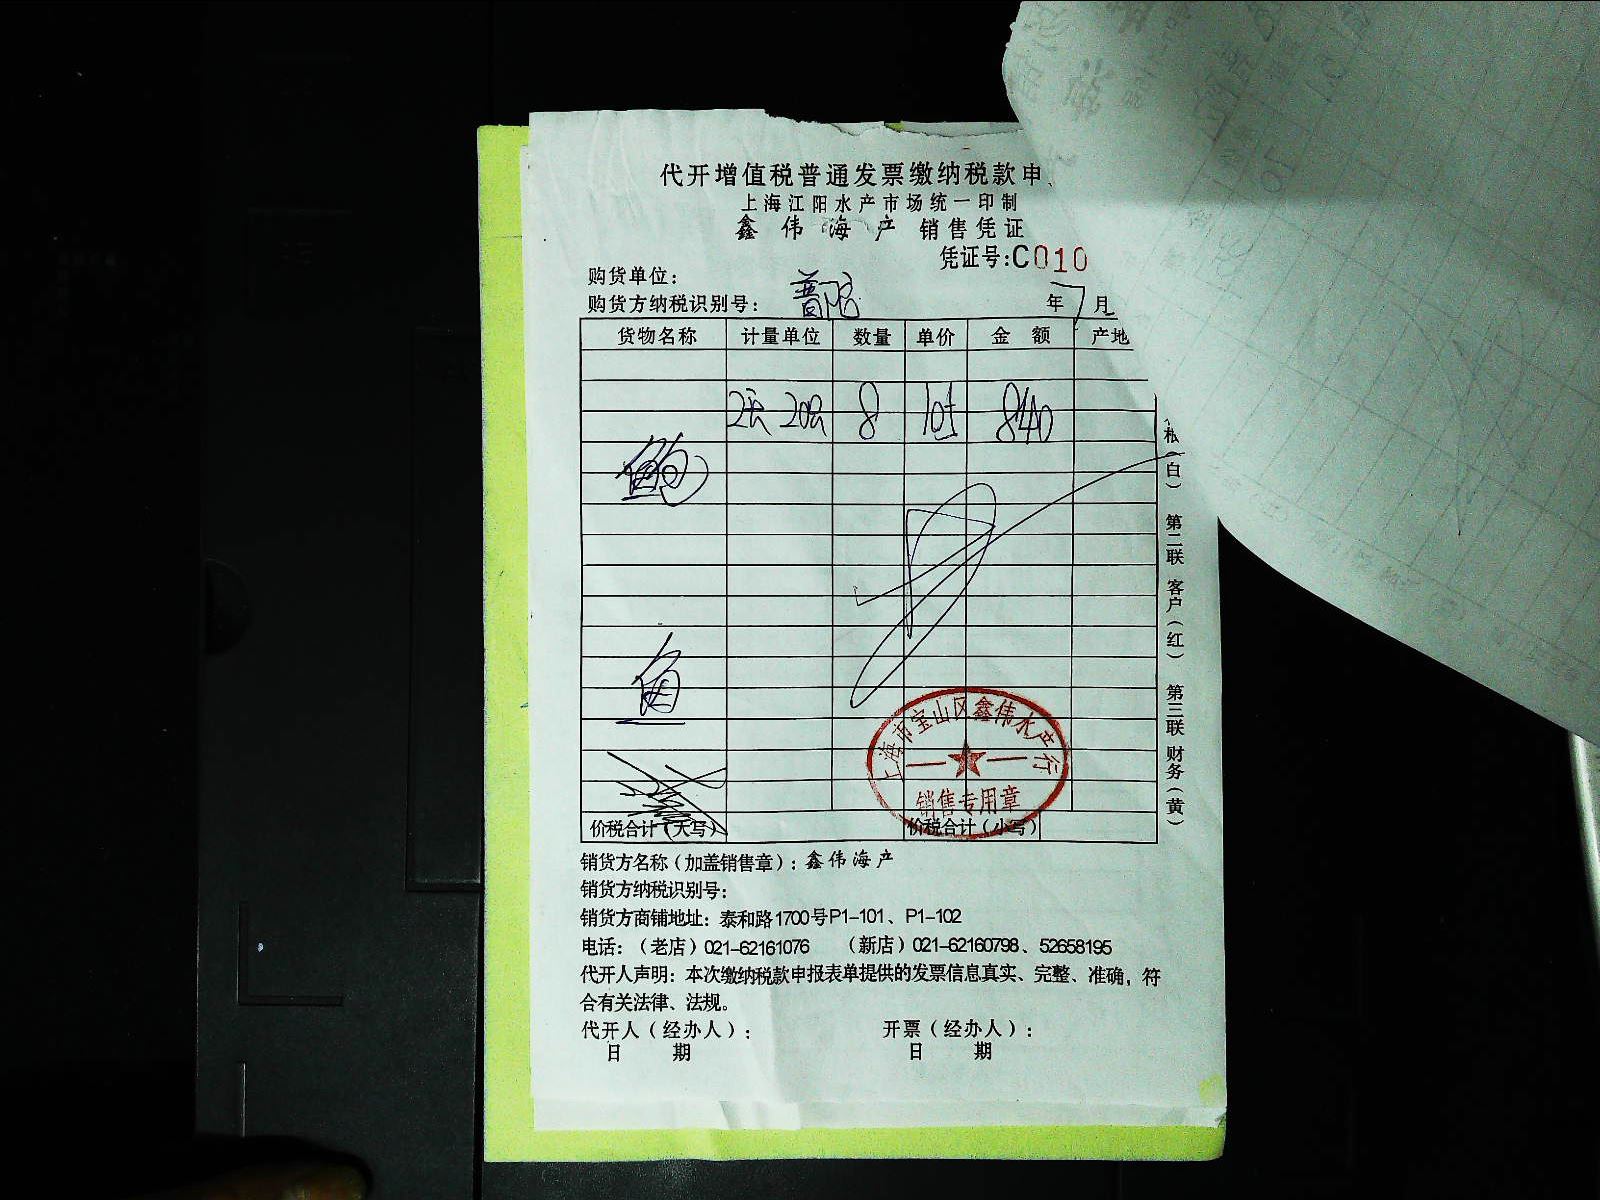 代开增值税普通发票缴纳税款申
上海江阳水产市场统一印制
鑫伟海产 销售凭证
凭证号:C010
购货单位:
购货方纳税识别号: 普陀 年7月
货物名称 计量单位 数量 单价 金额 产地
8 105 840
鲍
鱼
价税合计(大写) 价税合计(小写)
上海市宝山区鑫伟水产行
销售专用章
(白) 第二联 客户(红) 第三联 财务(黄)
销货方名称(加盖销售章): 鑫伟海产
销货方纳税识别号:
销货方商铺地址: 泰和路1700号P1-101、P1-102
电话:(老店)021-62161076 (新店)021-62160798、52658195
代开人声明: 本次缴纳税款申报表单提供的发票信息真实、完整、准确,符
合有关法律、法规。
代开人(经办人): 开票(经办人):
日 期 日 期